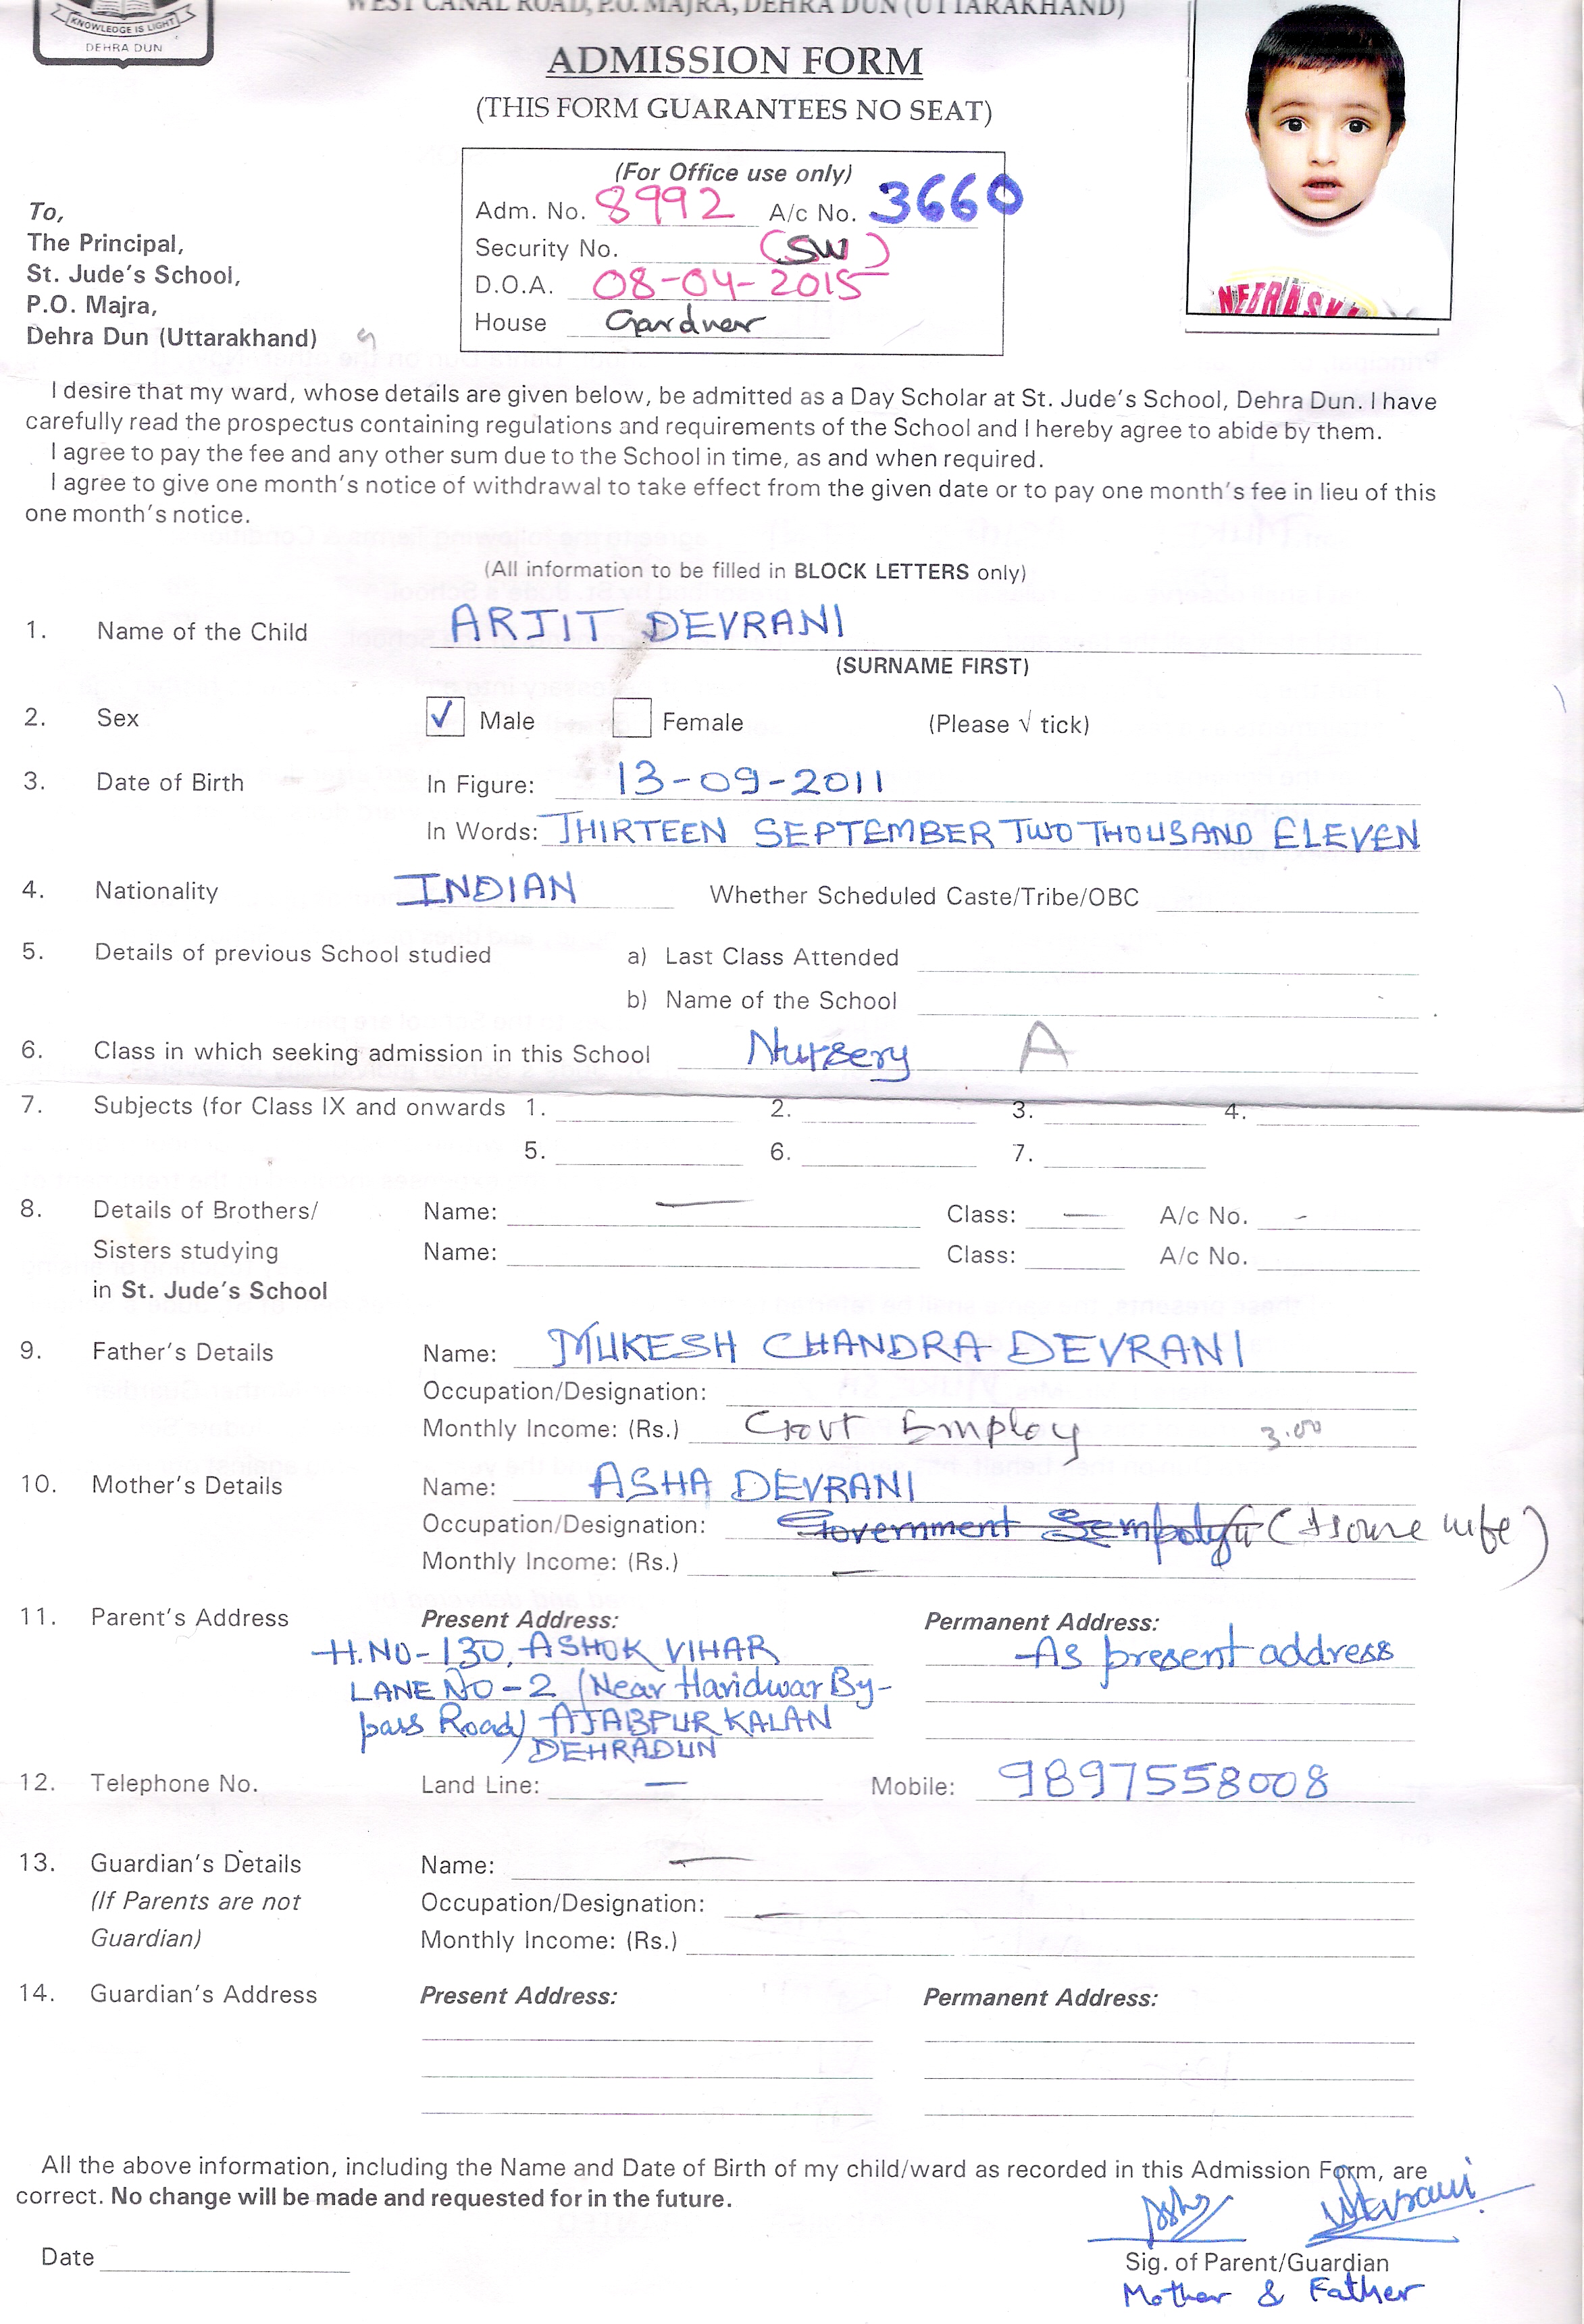 WEST CANAL ROAD, P.O. MAJRA, DEHRA DUN (UTTARAKHAND)
KNOWLEDGE IS LIGHT
DEHRA DUN
ADMISSION FORM
(THIS FORM GUARANTEES NO SEAT)
(For Office use only)
Adm. No. 8992 A/c No. 3660
Security No. (SW)
D.O.A. 08-04-2015
House Gardner
To,
The Principal,
St. Jude's School,
P.O. Majra,
Dehra Dun (Uttarakhand)
NEBRASK
I desire that my ward, whose details are given below, be admitted as a Day Scholar at St. Jude's School, Dehra Dun. I have
carefully read the prospectus containing regulations and requirements of the School and I hereby agree to abide by them.
I agree to pay the fee and any other sum due to the School in time, as and when required.
I agree to give one month's notice of withdrawal to take effect from the given date or to pay one month's fee in lieu of this
one month's notice.
(All information to be filled in BLOCK LETTERS only)
1. Name of the Child ARJIT DEVRANI
(SURNAME FIRST)
2. Sex ✓ Male Female (Please √ tick)
3. Date of Birth In Figure: 13-09-2011
In Words: THIRTEEN SEPTEMBER TWO THOUSAND ELEVEN
4. Nationality INDIAN Whether Scheduled Caste/Tribe/OBC
5. Details of previous School studied a) Last Class Attended
b) Name of the School
6. Class in which seeking admission in this School Nursery A
7. Subjects (for Class IX and onwards 1. 2. 3. 4.
5. 6. 7.
8. Details of Brothers/ Name: — Class: — A/c No. -
Sisters studying Name: Class: A/c No.
in St. Jude's School
9. Father's Details Name: MUKESH CHANDRA DEVRANI
Occupation/Designation:
Monthly Income: (Rs.) Govt Employ 3.00
10. Mother's Details Name: ASHA DEVRANI
Occupation/Designation: Government (House wife)
Monthly Income: (Rs.) —
11. Parent's Address Present Address: Permanent Address:
H.NO-130, ASHOK VIHAR As present address
LANE NO-2 (Near Haridwar By-
pass Road) AJABPUR KALAN
DEHRADUN
12. Telephone No. Land Line: — Mobile: 9897558008
13. Guardian's Details Name: —
(If Parents are not Occupation/Designation: —
Guardian) Monthly Income: (Rs.)
14. Guardian's Address Present Address: Permanent Address:
All the above information, including the Name and Date of Birth of my child/ward as recorded in this Admission Form, are
correct. No change will be made and requested for in the future.
Date
Sig. of Parent/Guardian
Mother & Father